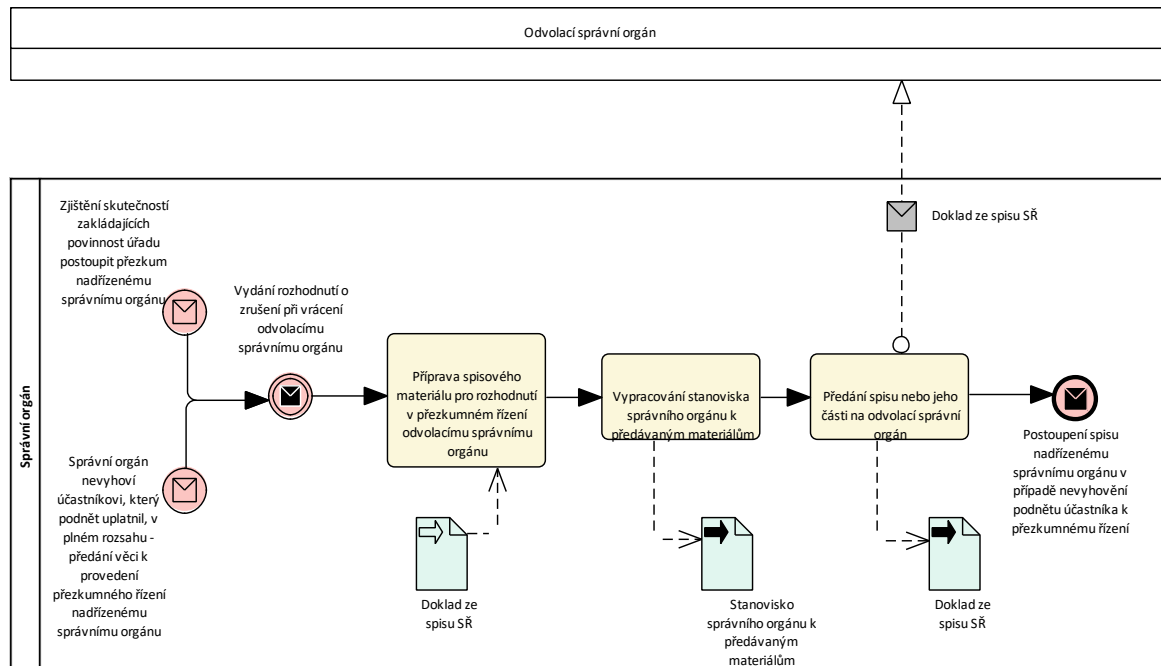 Odvolací správní orgán
Správní orgán
Zjištění skutečností
zakládajících
povinnost úřadu
postoupit přezkum
nadřízenému
správnímu orgánu
Vydání rozhodnutí o
zrušení při vrácení
odvolacímu
správnímu orgánu
Správní orgán
nevyhoví
účastníkovi, který
podnět uplatnil, v
plném rozsahu -
předání věci k
provedení
přezkumného řízení
nadřízenému
správnímu orgánu
Příprava spisového
materiálu pro rozhodnutí
v přezkumném řízení
odvolacímu správnímu
orgánu
Vypracování stanoviska
správního orgánu k
předávaným materiálům
Předání spisu nebo jeho
části na odvolací správní
orgán
Doklad ze spisu SŘ
Postoupení spisu
nadřízenému
správnímu orgánu v
případě nevyhovění
podnětu účastníka k
přezkumnému řízení
Doklad ze
spisu SŘ
Stanovisko
správního orgánu k
předávaným
materiálům
Doklad ze
spisu SŘ